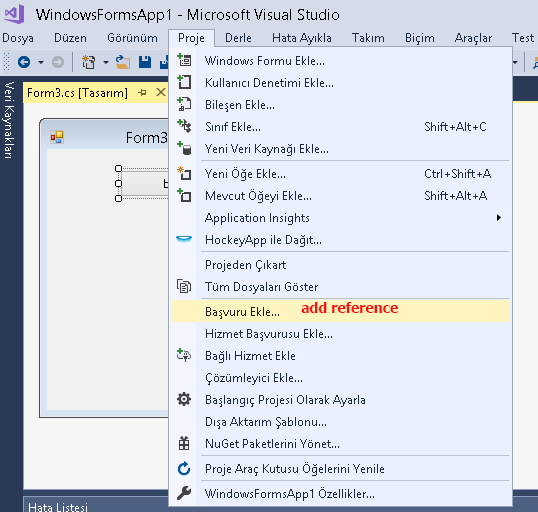 WindowsFormsApp1 - Microsoft Visual Studio
Dosya Düzen Görünüm Proje Derle Hata Ayıkla Takım Biçim Araçlar Test
Veri Kaynakları
Form3.cs [Tasarım]
Form3
Windows Formu Ekle...
Kullanıcı Denetimi Ekle...
Bileşen Ekle...
Sınıf Ekle... Shift+Alt+C
Yeni Veri Kaynağı Ekle...
Yeni Öğe Ekle... Ctrl+Shift+A
Mevcut Öğeyi Ekle... Shift+Alt+A
Application Insights
HockeyApp ile Dağıt...
Projeden Çıkart
Tüm Dosyaları Göster
Başvuru Ekle... add reference
Hizmet Başvurusu Ekle...
Bağlı Hizmet Ekle
Çözümleyici Ekle...
Başlangıç Projesi Olarak Ayarla
Dışa Aktarım Şablonu...
NuGet Paketlerini Yönet...
Proje Araç Kutusu Öğelerini Yenile
WindowsFormsApp1 Özellikler...
Hata Listesi